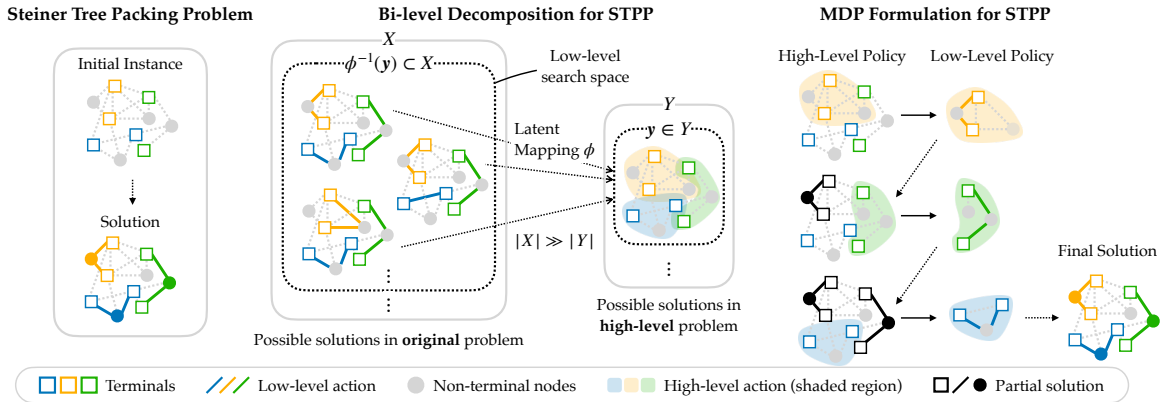 Steiner Tree Packing Problem
Initial Instance
Solution
Bi-level Decomposition for STPP
X
ϕ⁻¹(y) ⊂ X
Low-level
search space
Latent
Mapping ϕ
|X| ≫ |Y|
Possible solutions in original problem
Y
y ∈ Y
Possible solutions in
high-level problem
MDP Formulation for STPP
High-Level Policy
Low-Level Policy
Final Solution
Terminals
Low-level action
Non-terminal nodes
High-level action (shaded region)
Partial solution